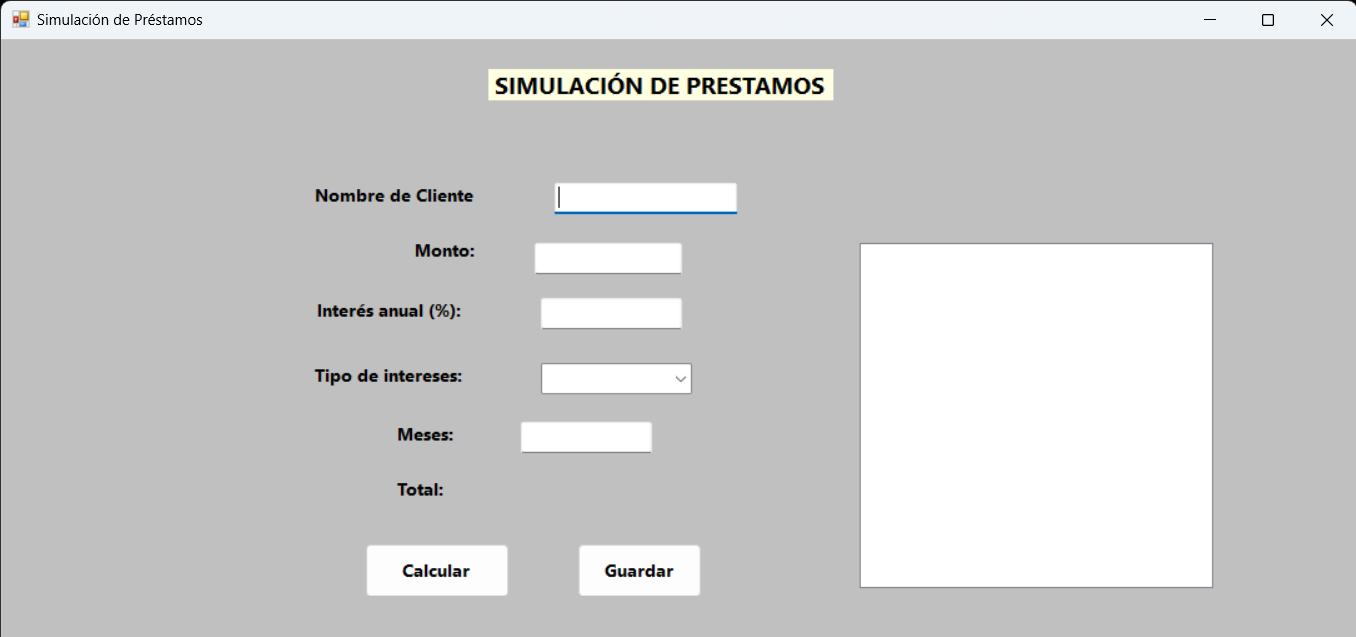 Simulación de Préstamos
SIMULACIÓN DE PRESTAMOS
Nombre de Cliente
Monto:
Interés anual (%):
Tipo de intereses:
Meses:
Total:
Calcular
Guardar